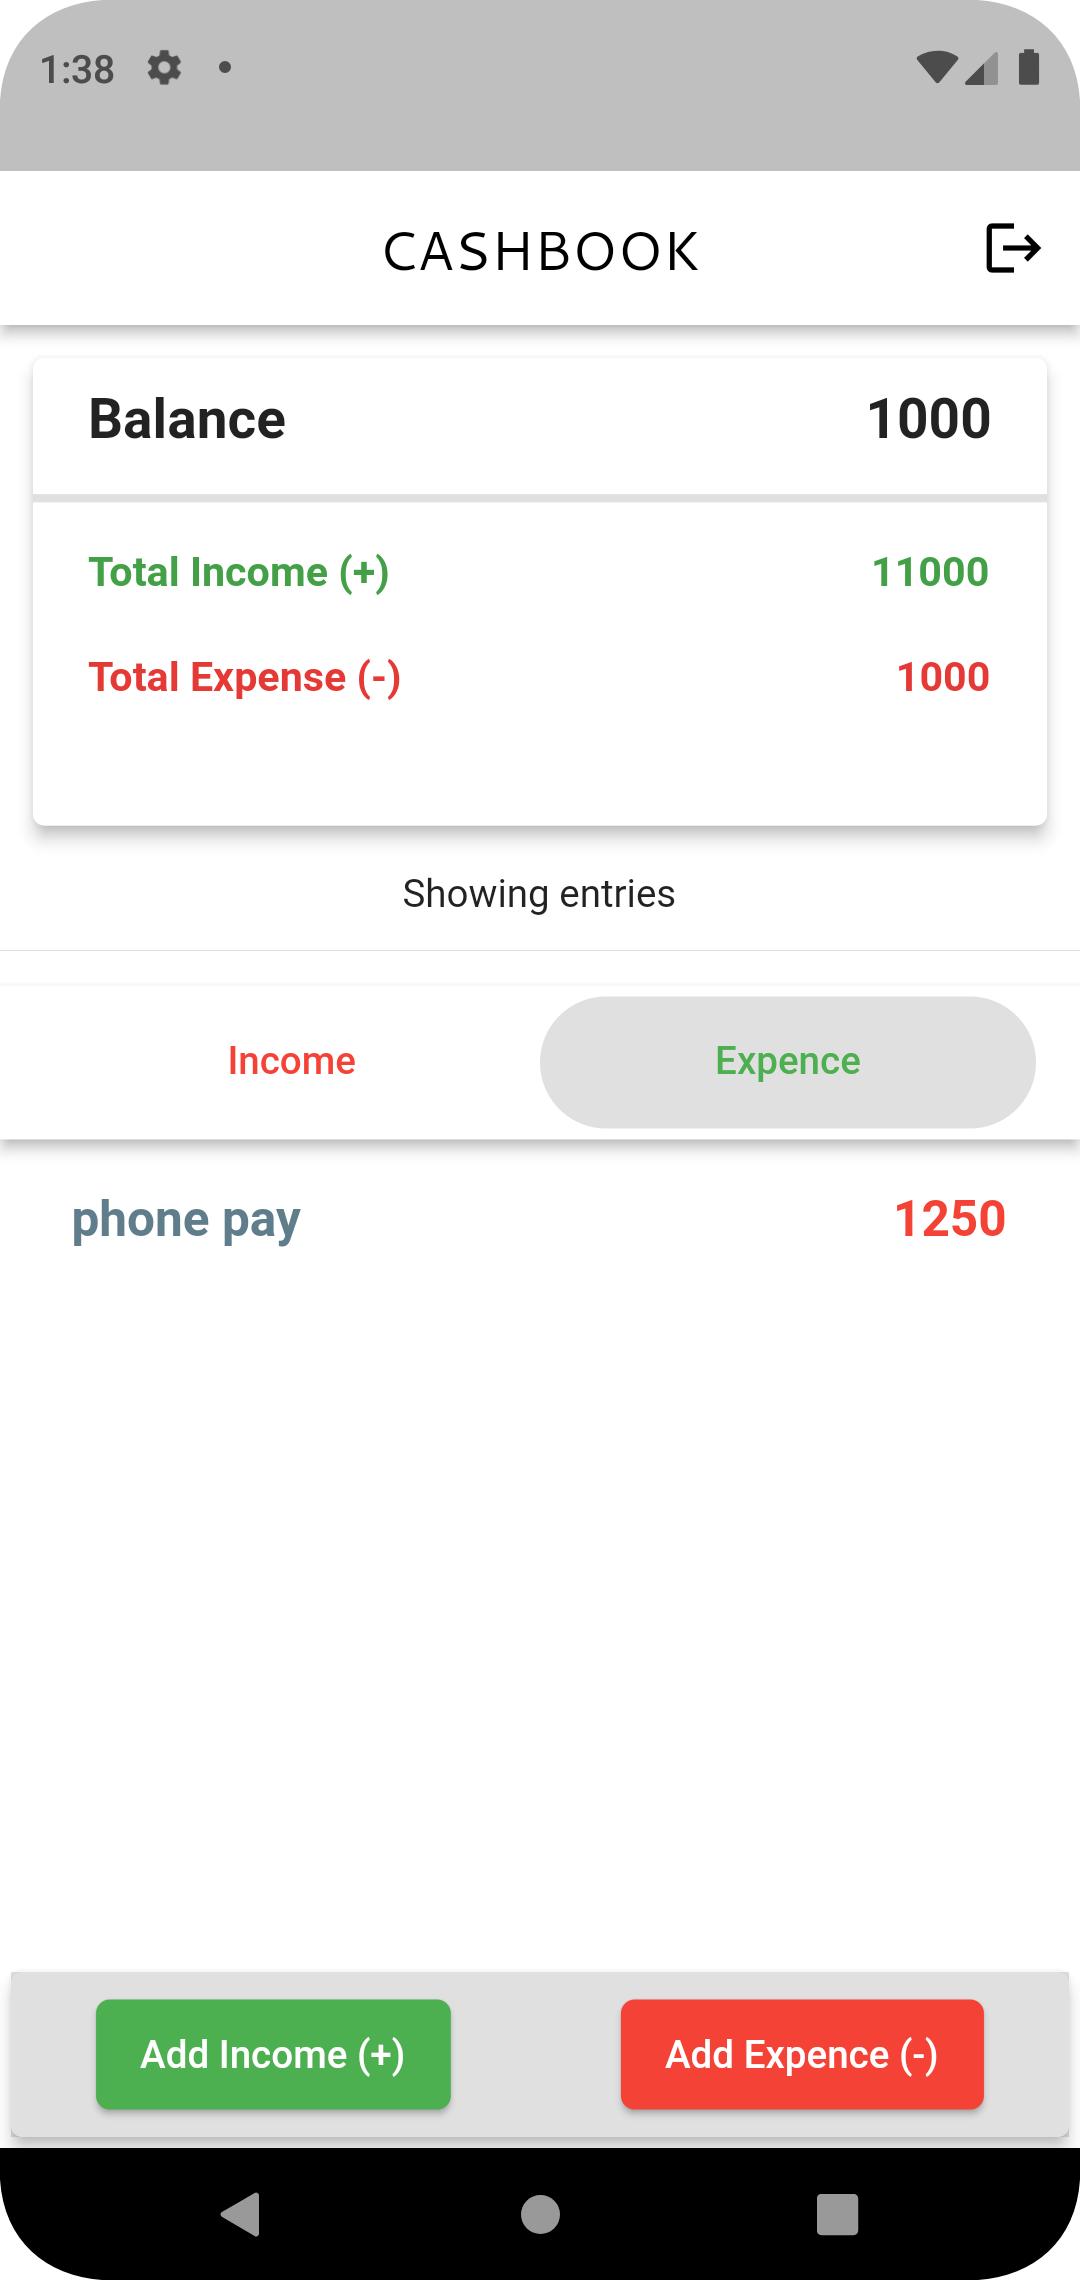 1:38
CASHBOOK
Balance 1000
Total Income (+) 11000
Total Expense (-) 1000
Showing entries
Income Expence
phone pay 1250
Add Income (+) Add Expence (-)